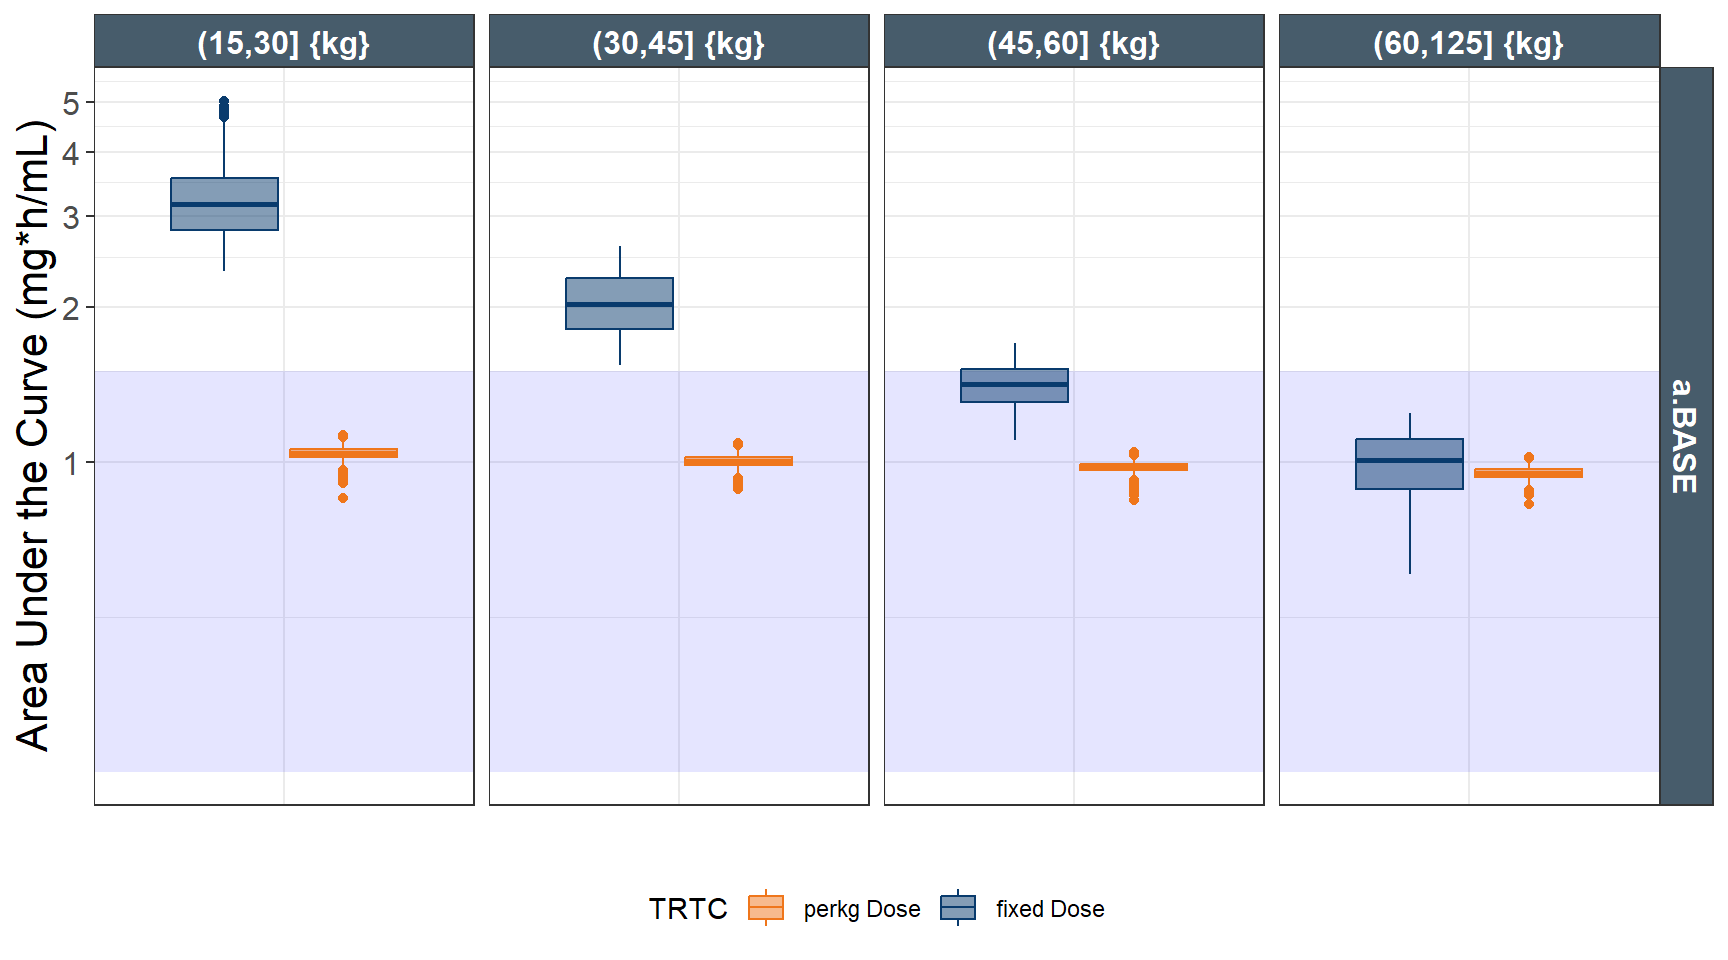 (15,30] {kg}
(30,45] {kg}
(45,60] {kg}
(60,125] {kg}
Area Under the Curve (mg*h/mL)
5
4
3
2
1
a.BASE
TRTC
perkg Dose
fixed Dose